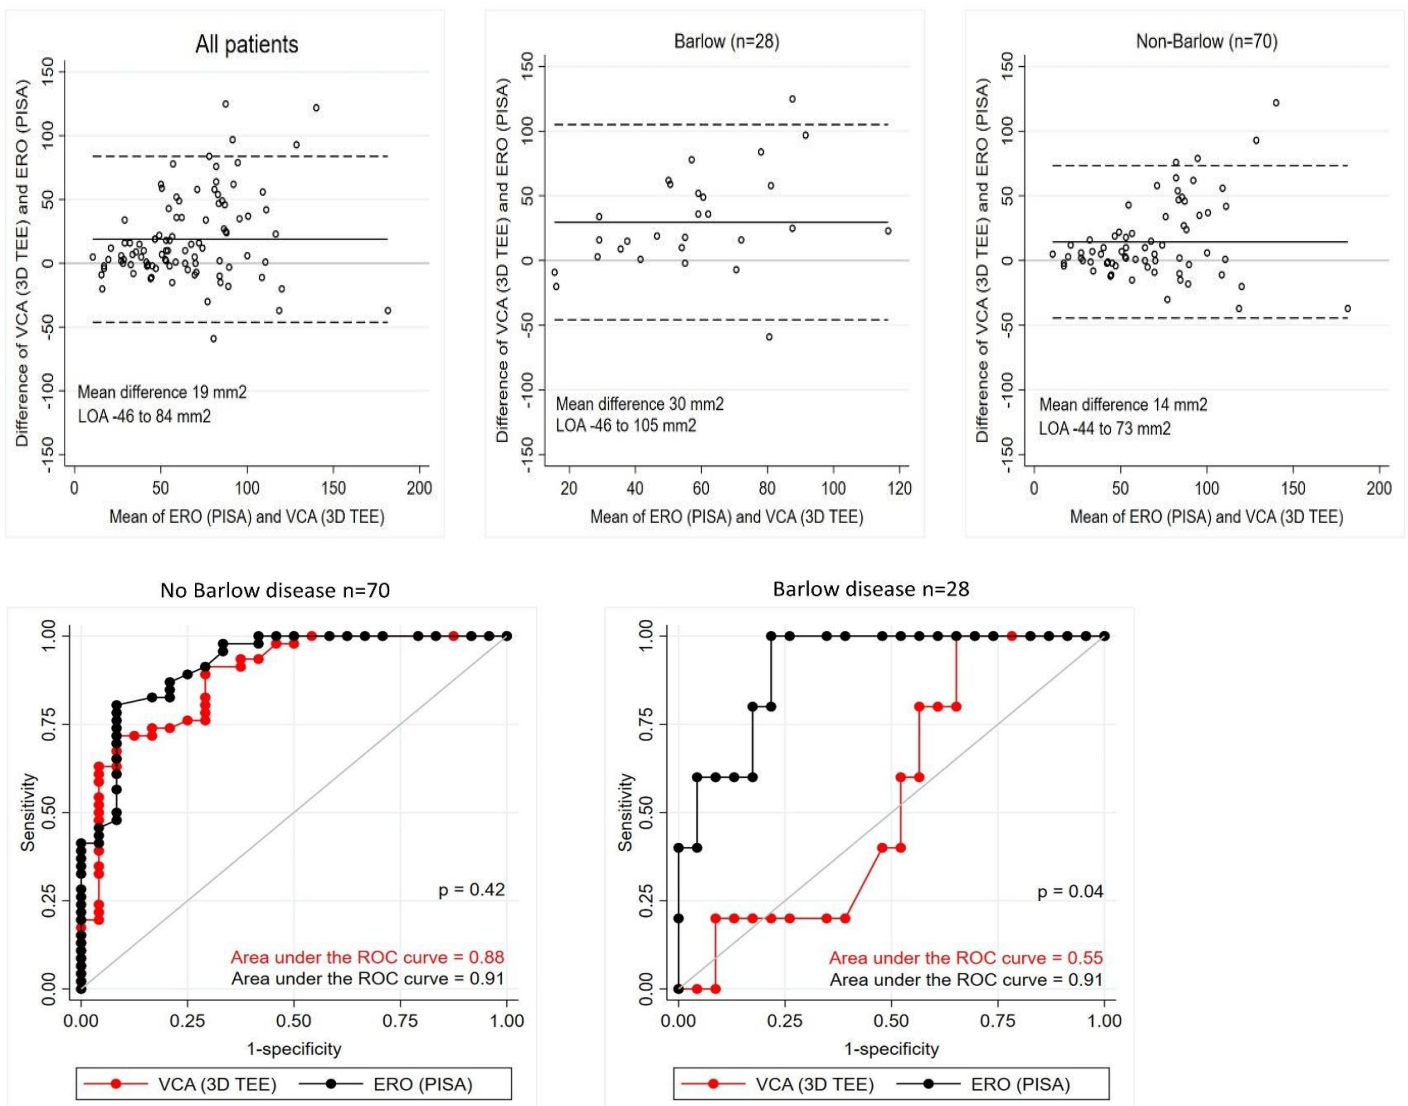 All patients
Difference of VCA (3D TEE) and ERO (PISA)
150
100
50
0
-50
-100
-150
Mean difference 19 mm2
LOA -46 to 84 mm2
0 50 100 150 200
Mean of ERO (PISA) and VCA (3D TEE)
Barlow (n=28)
Difference of VCA (3D TEE) and ERO (PISA)
150
100
50
0
-50
-100
-150
Mean difference 30 mm2
LOA -46 to 105 mm2
20 40 60 80 100 120
Mean of ERO (PISA) and VCA (3D TEE)
Non-Barlow (n=70)
Difference of VCA (3D TEE) and ERO (PISA)
150
100
50
0
-50
-100
-150
Mean difference 14 mm2
LOA -44 to 73 mm2
0 50 100 150 200
Mean of ERO (PISA) and VCA (3D TEE)
No Barlow disease n=70
Sensitivity
1.00
0.75
0.50
0.25
0.00
p = 0.42
Area under the ROC curve = 0.88
Area under the ROC curve = 0.91
0.00 0.25 0.50 0.75 1.00
1-specificity
VCA (3D TEE) ERO (PISA)
Barlow disease n=28
Sensitivity
1.00
0.75
0.50
0.25
0.00
p = 0.04
Area under the ROC curve = 0.55
Area under the ROC curve = 0.91
0.00 0.25 0.50 0.75 1.00
1-specificity
VCA (3D TEE) ERO (PISA)